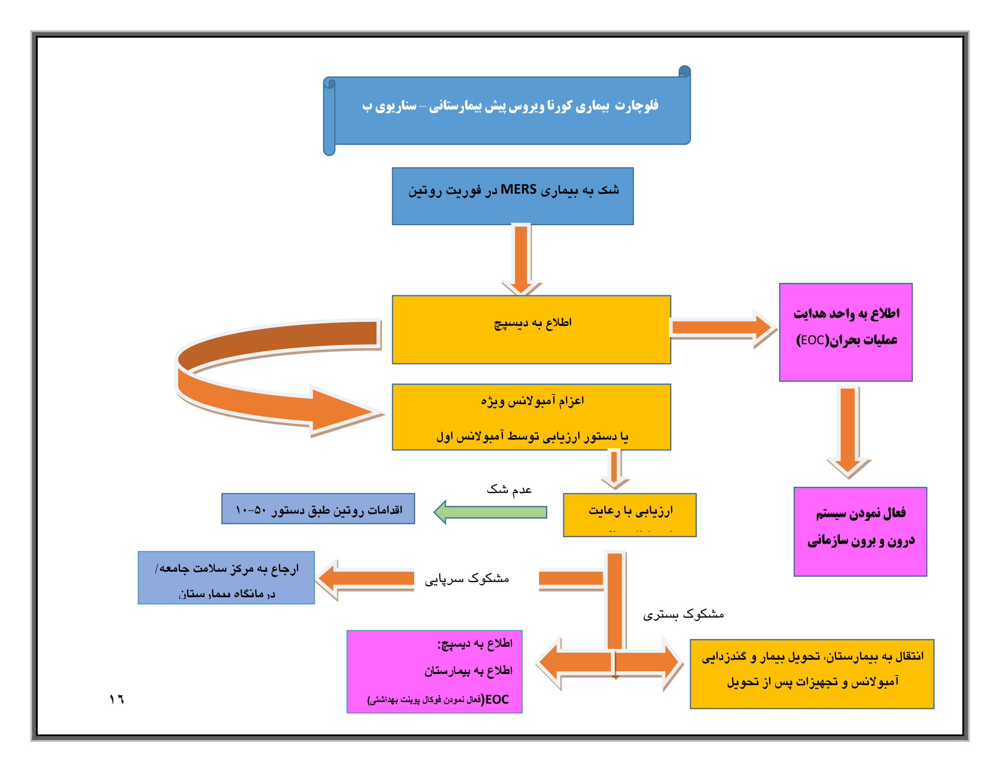 فلوچارت بیماری کورنا ویروس پیش بیمارستانی – سناریوی ب
شک به بیماری MERS در فوریت روتین
اطلاع به دیسپچ
اطلاع به واحد هدایت
عملیات بحران(EOC)
اعزام آمبولانس ویژه
یا دستور ارزیابی توسط آمبولانس اول
عدم شک
ارزیابی با رعایت
اقدامات روتین طبق دستور ۵۰-۱۰
فعال نمودن سیستم
درون و برون سازمانی
ارجاع به مرکز سلامت جامعه/
درمانگاه بیمارستان
مشکوک سرپایی
مشکوک بستری
اطلاع به دیسپچ:
اطلاع به بیمارستان
EOC(فعال نمودن فوکال پوینت بهداشتی)
انتقال به بیمارستان، تحویل بیمار و گندزدایی
آمبولانس و تجهیزات پس از تحویل
١٦